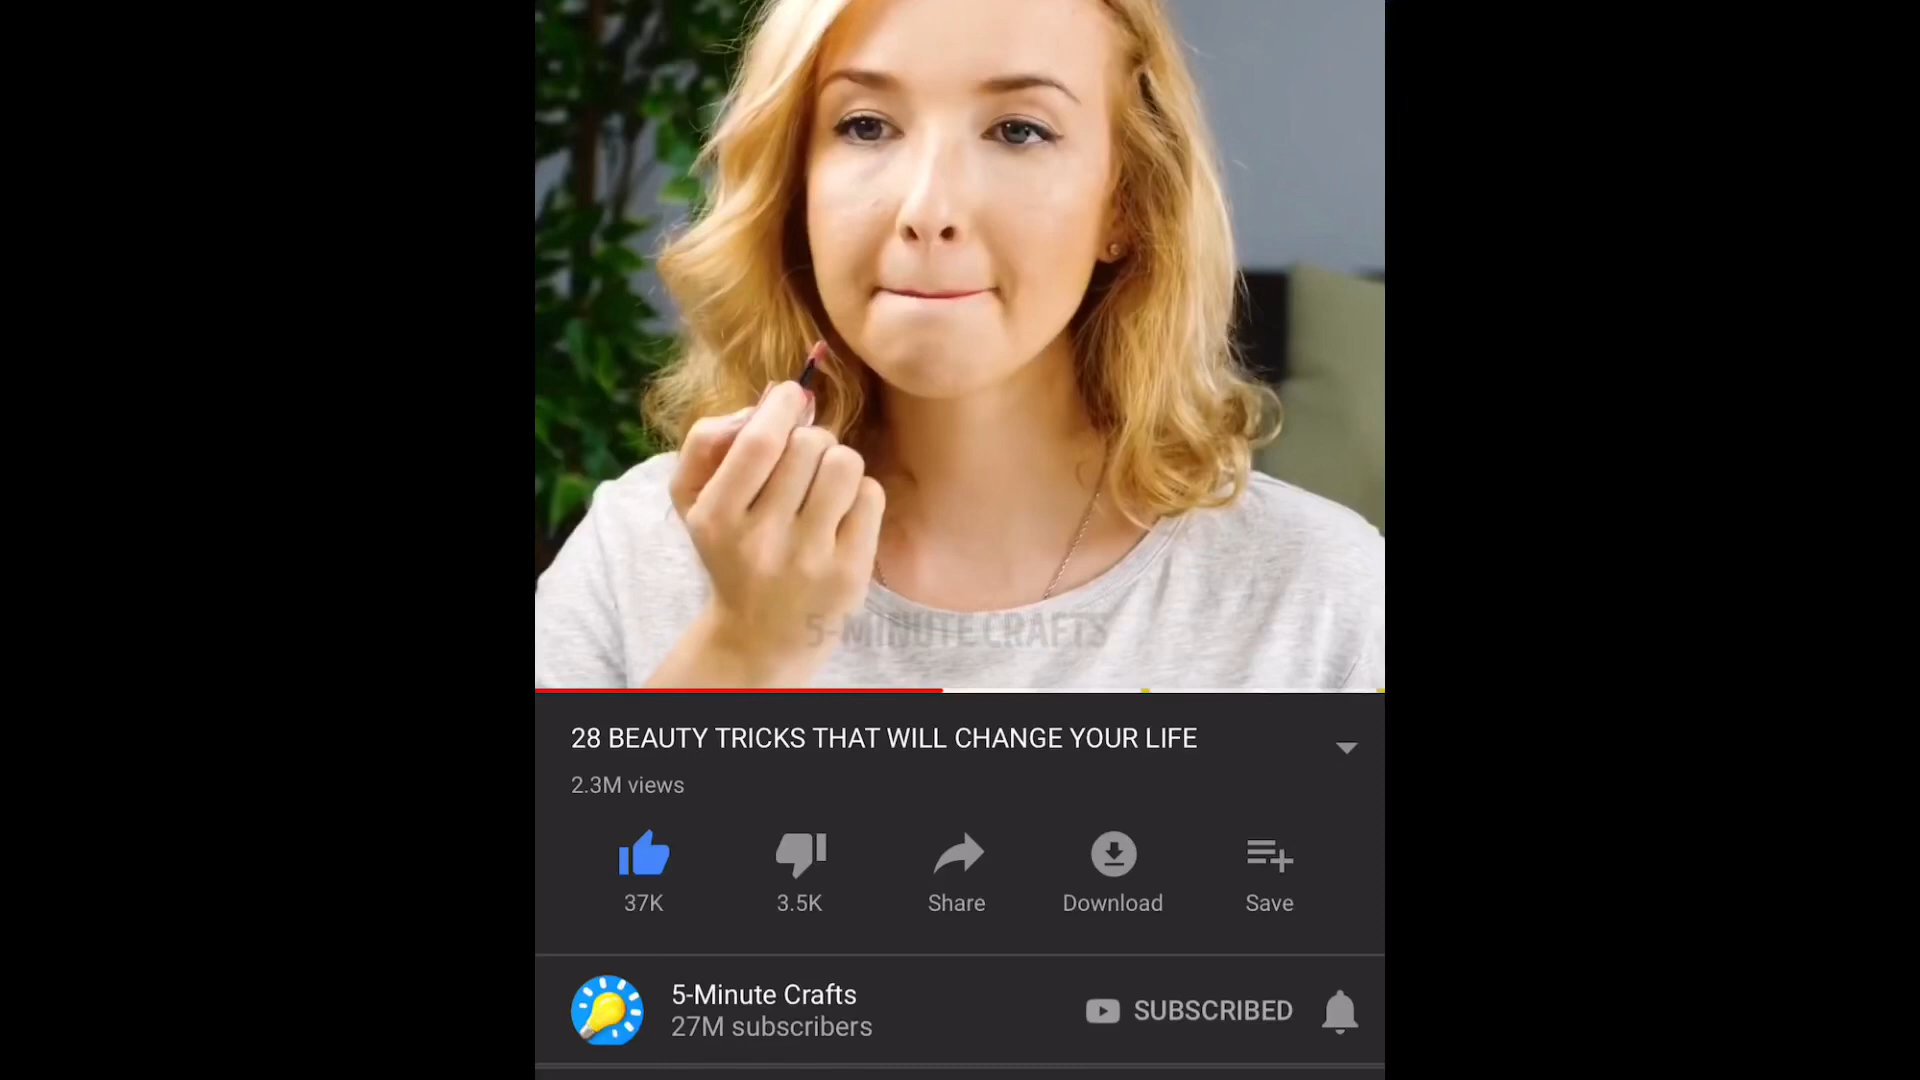 5-MINUTE CRAFTS
28 BEAUTY TRICKS THAT WILL CHANGE YOUR LIFE
2.3M views
37K
3.5K
Share
Download
Save
5-Minute Crafts
27M subscribers
SUBSCRIBED